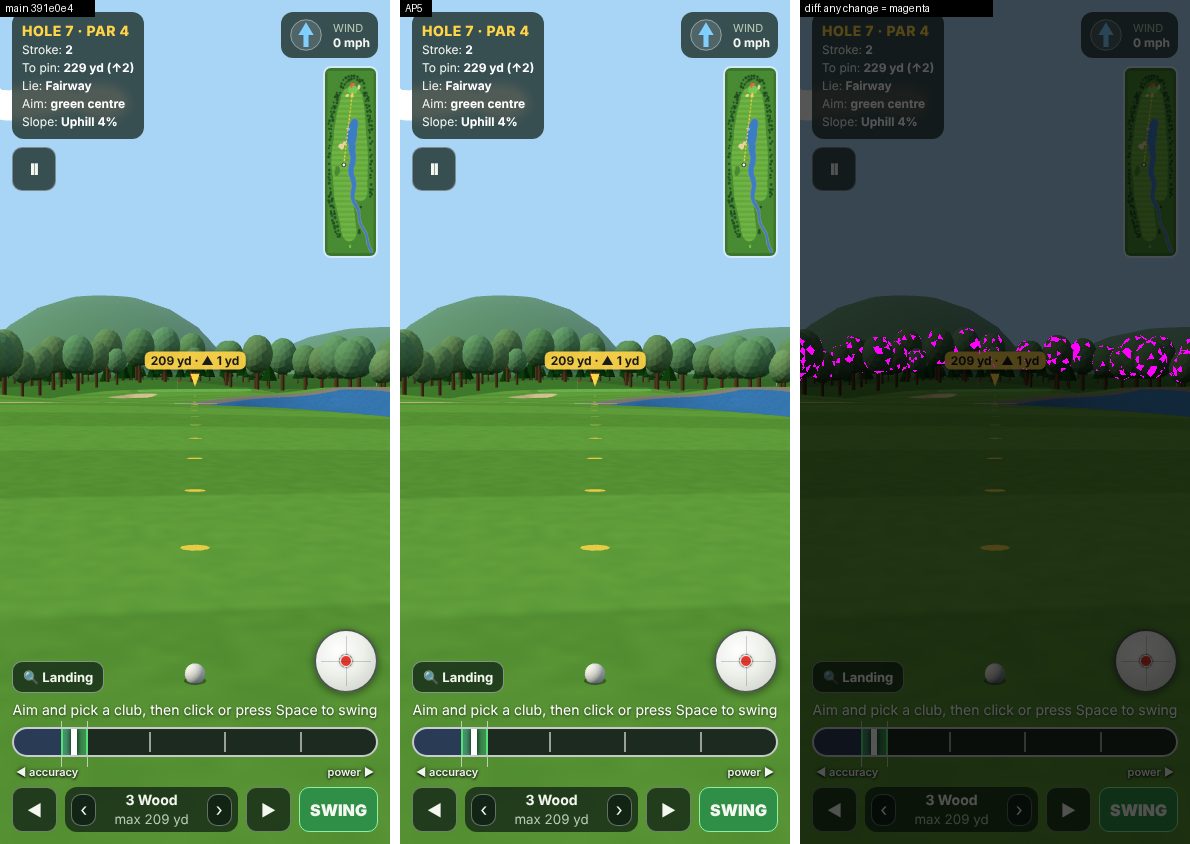 main 391e0e4
HOLE 7 · PAR 4
Stroke: 2
To pin: 229 yd (↑2)
Lie: Fairway
Aim: green centre
Slope: Uphill 4%
WIND
0 mph
209 yd · ▲ 1 yd
🔍 Landing
Aim and pick a club, then click or press Space to swing
◀ accuracy
power ▶
◀
‹
3 Wood
max 209 yd
›
▶
SWING
AP5
HOLE 7 · PAR 4
Stroke: 2
To pin: 229 yd (↑2)
Lie: Fairway
Aim: green centre
Slope: Uphill 4%
WIND
0 mph
209 yd · ▲ 1 yd
🔍 Landing
Aim and pick a club, then click or press Space to swing
◀ accuracy
power ▶
◀
‹
3 Wood
max 209 yd
›
▶
SWING
diff: any change = magenta
HOLE 7 · PAR 4
Stroke: 2
To pin: 229 yd (↑2)
Lie: Fairway
Aim: green centre
Slope: Uphill 4%
WIND
0 mph
209 yd · ▲ 1 yd
🔍 Landing
Aim and pick a club, then click or press Space to swing
◀ accuracy
power ▶
◀
‹
3 Wood
max 209 yd
›
▶
SWING